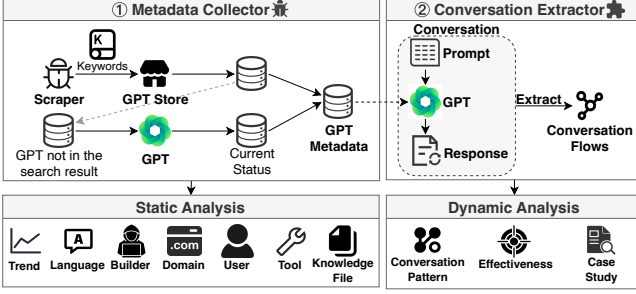 ① Metadata Collector
K
Keywords
Scraper
GPT Store
GPT not in the
search result
GPT
Current
Status
GPT
Metadata
② Conversation Extractor
Conversation
Prompt
GPT
Response
Extract
Conversation
Flows
Static Analysis
A
.com
Trend
Language
Builder
Domain
User
Tool
Knowledge
File
Dynamic Analysis
Conversation
Pattern
Effectiveness
Case
Study